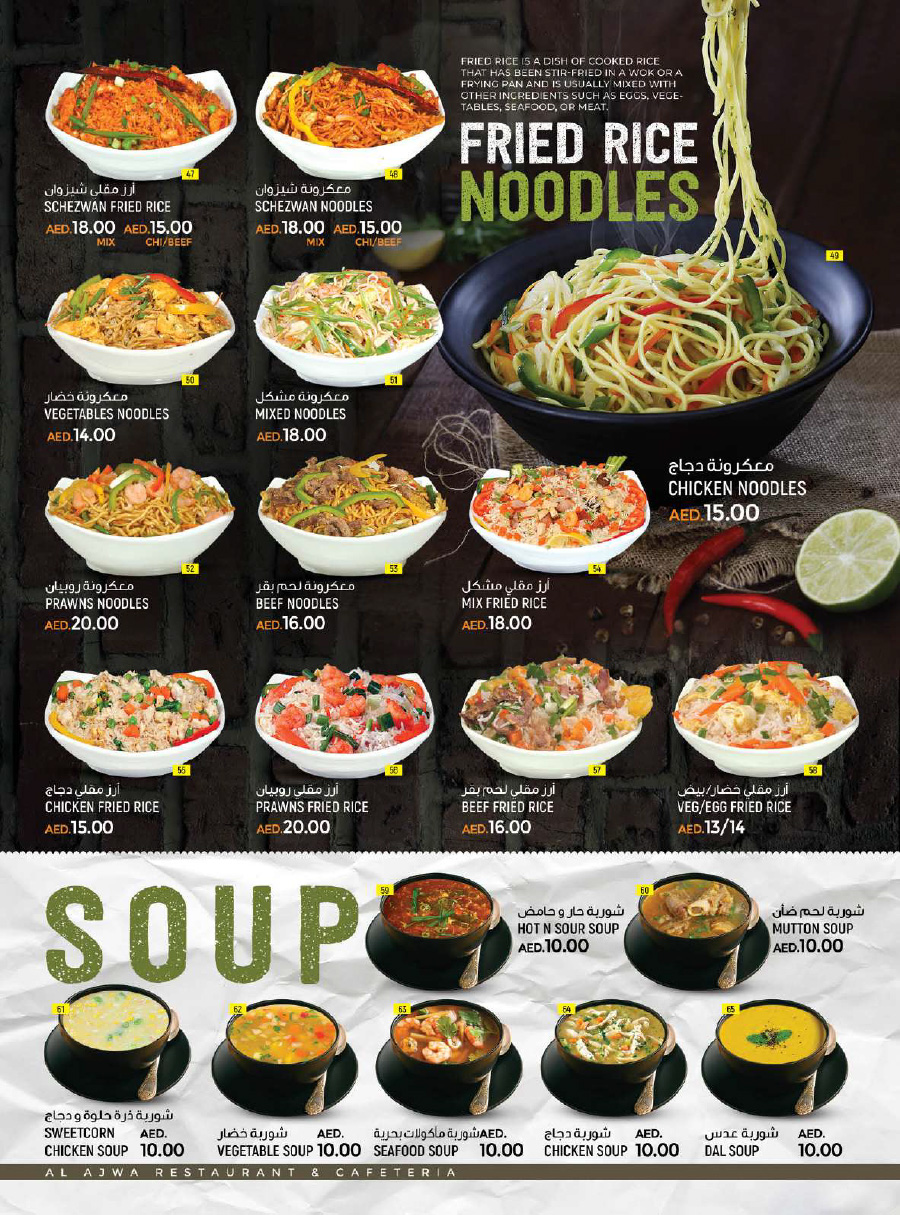 FRIED RICE IS A DISH OF COOKED RICE
THAT HAS BEEN STIR-FRIED IN A WOK OR A
FRYING PAN AND IS USUALLY MIXED WITH
OTHER INGREDIENTS SUCH AS EGGS, VEGE-
TABLES, SEAFOOD, OR MEAT.
FRIED RICE
NOODLES
47
أرز مقلي شيزوان
SCHEZWAN FRIED RICE
AED.18.00 AED.15.00
MIX CHI/BEEF
48
معكرونة شيزوان
SCHEZWAN NOODLES
AED.18.00 AED.15.00
MIX CHI/BEEF
49
معكرونة دجاج
CHICKEN NOODLES
AED.15.00
50
معكرونة خضار
VEGETABLES NOODLES
AED.14.00
51
معكرونة مشكل
MIXED NOODLES
AED.18.00
52
معكرونة روبيان
PRAWNS NOODLES
AED.20.00
53
معكرونة لحم بقر
BEEF NOODLES
AED.16.00
54
أرز مقلي مشكل
MIX FRIED RICE
AED.18.00
55
أرز مقلي دجاج
CHICKEN FRIED RICE
AED.15.00
56
أرز مقلي روبيان
PRAWNS FRIED RICE
AED.20.00
57
أرز مقلي لحم بقر
BEEF FRIED RICE
AED.16.00
58
أرز مقلي خضار/بيض
VEG/EGG FRIED RICE
AED.13/14
SOUP
59
شوربة حار و حامض
HOT N SOUR SOUP
AED.10.00
60
شوربة لحم ضأن
MUTTON SOUP
AED.10.00
61
شوربة ذرة حلوة و دجاج
SWEETCORN AED.
CHICKEN SOUP 10.00
62
شوربة خضار AED.
VEGETABLE SOUP 10.00
63
شوربة مأكولات بحرية AED.
SEAFOOD SOUP 10.00
64
شوربة دجاج AED.
CHICKEN SOUP 10.00
65
شوربة عدس AED.
DAL SOUP 10.00
AL AJWA RESTAURANT & CAFETERIA